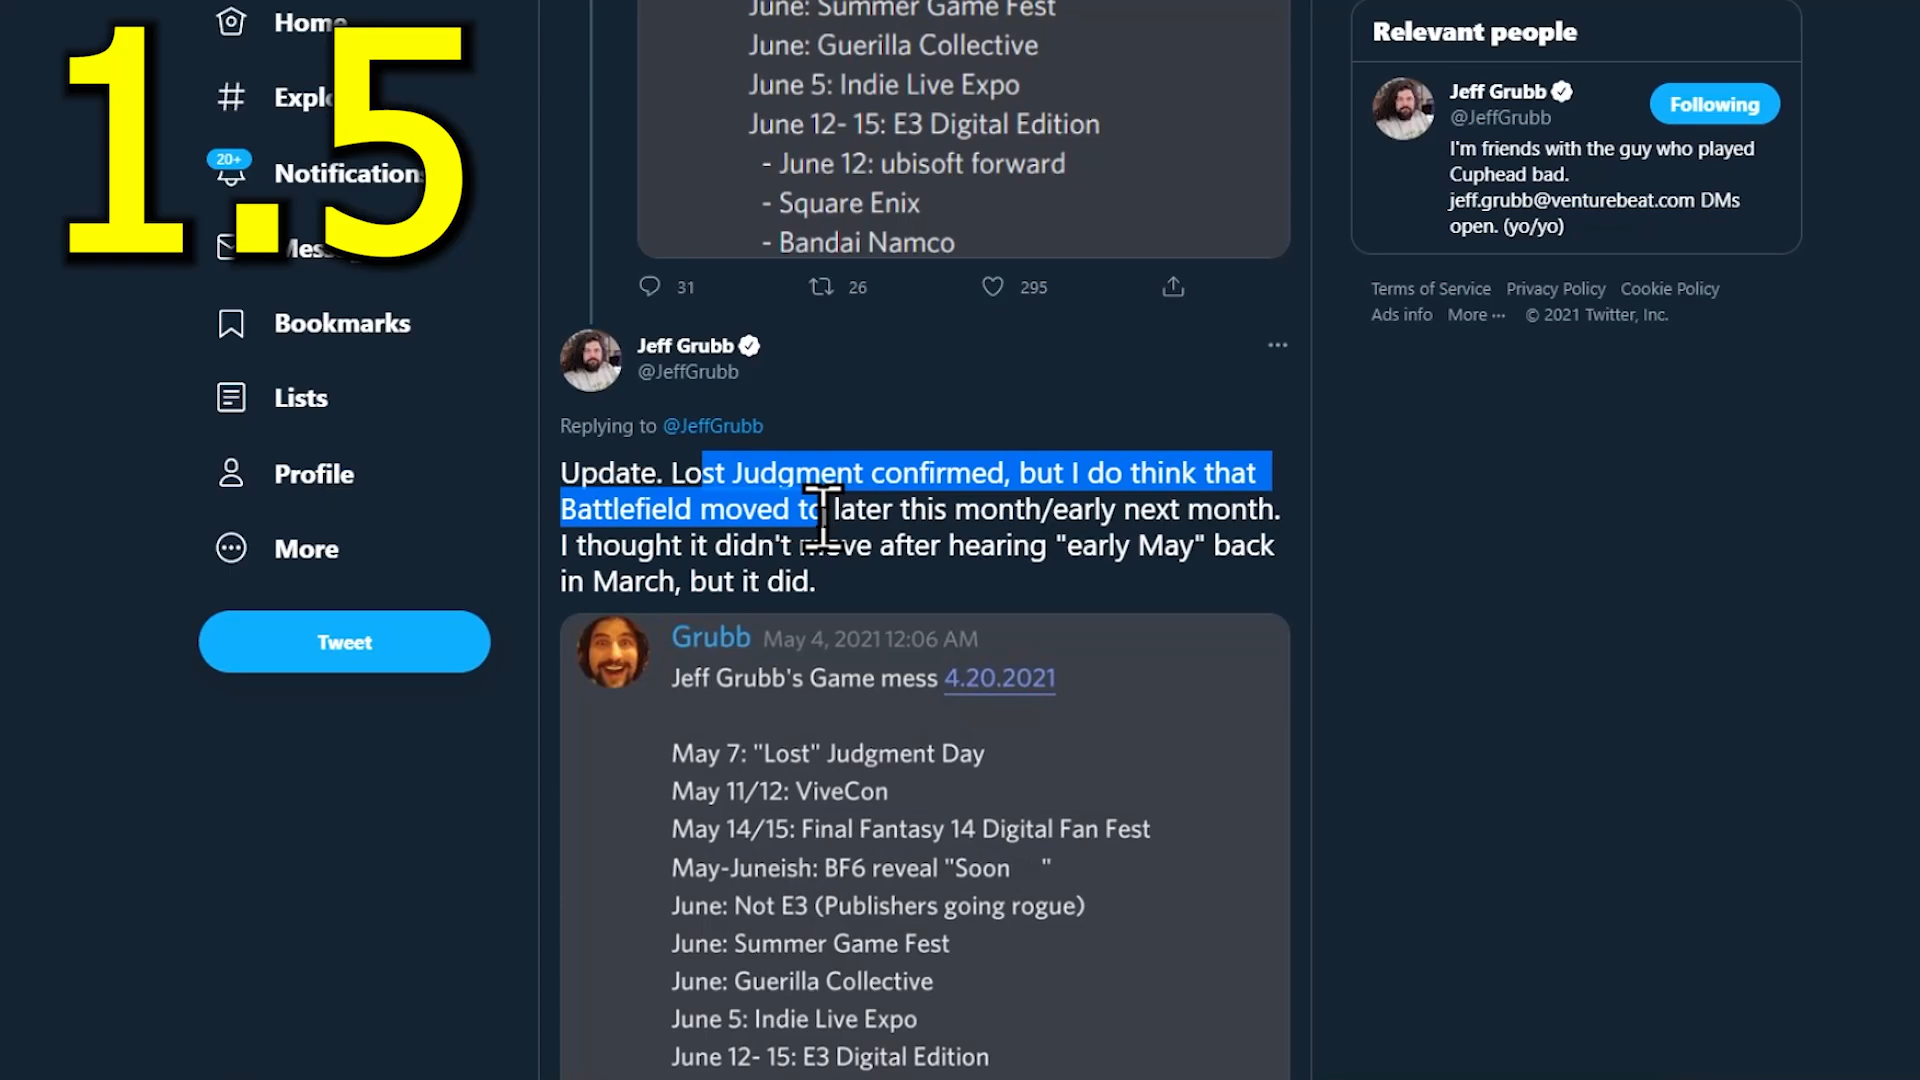 1.5
Home
Explo
20+
Notification
Mess
Bookmarks
Lists
Profile
More
Tweet
June: Summer Game Fest
June: Guerilla Collective
June 5: Indie Live Expo
June 12- 15: E3 Digital Edition
- June 12: ubisoft forward
- Square Enix
- Bandai Namco
31 26 295
Jeff Grubb
@JeffGrubb
Replying to @JeffGrubb
Update. Lost Judgment confirmed, but I do think that
Battlefield moved to later this month/early next month.
I thought it didn't move after hearing "early May" back
in March, but it did.
Grubb May 4, 2021 12:06 AM
Jeff Grubb's Game mess 4.20.2021
May 7: "Lost" Judgment Day
May 11/12: ViveCon
May 14/15: Final Fantasy 14 Digital Fan Fest
May-Juneish: BF6 reveal "Soon "
June: Not E3 (Publishers going rogue)
June: Summer Game Fest
June: Guerilla Collective
June 5: Indie Live Expo
June 12- 15: E3 Digital Edition
Relevant people
Jeff Grubb
@JeffGrubb
Following
I'm friends with the guy who played
Cuphead bad.
jeff.grubb@venturebeat.com DMs
open. (yo/yo)
Terms of Service Privacy Policy Cookie Policy
Ads info More ··· © 2021 Twitter, Inc.